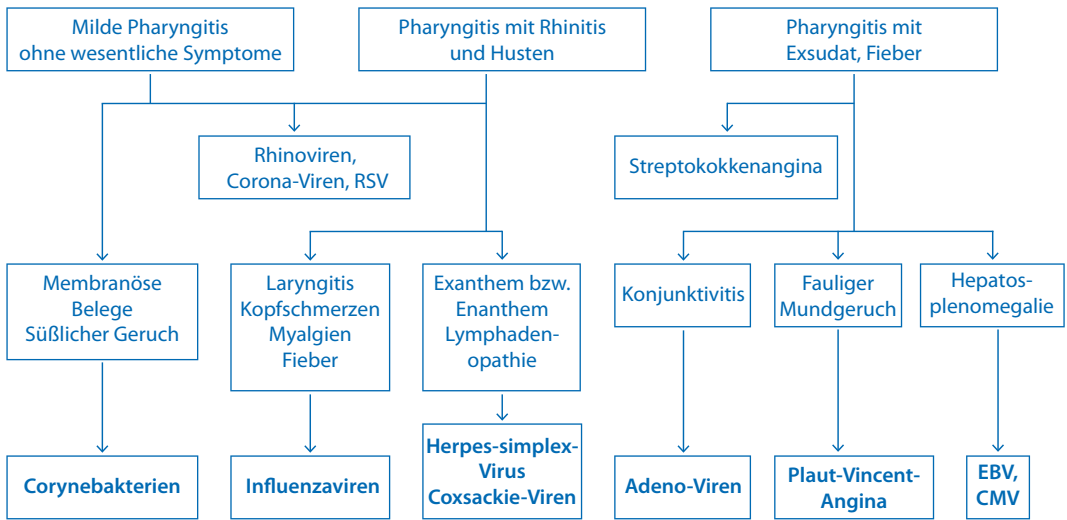 Milde Pharyngitis
ohne wesentliche Symptome
Pharyngitis mit Rhinitis
und Husten
Pharyngitis mit
Exsudat, Fieber
Rhinoviren,
Corona-Viren, RSV
Streptokokkenangina
Membranöse
Belege
Süßlicher Geruch
Laryngitis
Kopfschmerzen
Myalgien
Fieber
Exanthem bzw.
Enanthem
Lymphaden-
opathie
Konjunktivitis
Fauliger
Mundgeruch
Hepatos-
plenomegalie
Corynebakterien
Influenzaviren
Herpes-simplex-
Virus
Coxsackie-Viren
Adeno-Viren
Plaut-Vincent-
Angina
EBV,
CMV